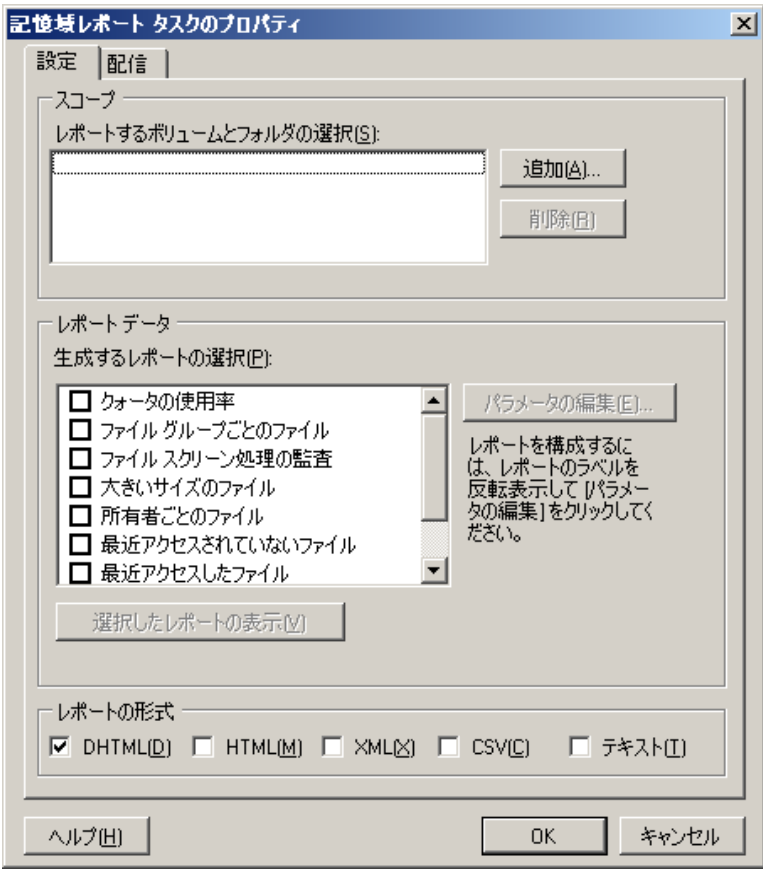 記憶域レポート タスクのプロパティ
設定
配信
スコープ
レポートするボリュームとフォルダの選択(S):
追加(A)...
削除(R)
レポート データ
生成するレポートの選択(P):
クォータの使用率
ファイル グループごとのファイル
ファイル スクリーン処理の監査
大きいサイズのファイル
所有者ごとのファイル
最近アクセスされていないファイル
最近アクセスしたファイル
パラメータの編集(E)...
レポートを構成するに
は、レポートのラベルを
反転表示して [パラメー
タの編集] をクリックしてく
ださい。
選択したレポートの表示(V)
レポートの形式
DHTML(D)
HTML(M)
XML(X)
CSV(C)
テキスト(T)
ヘルプ(H)
OK
キャンセル